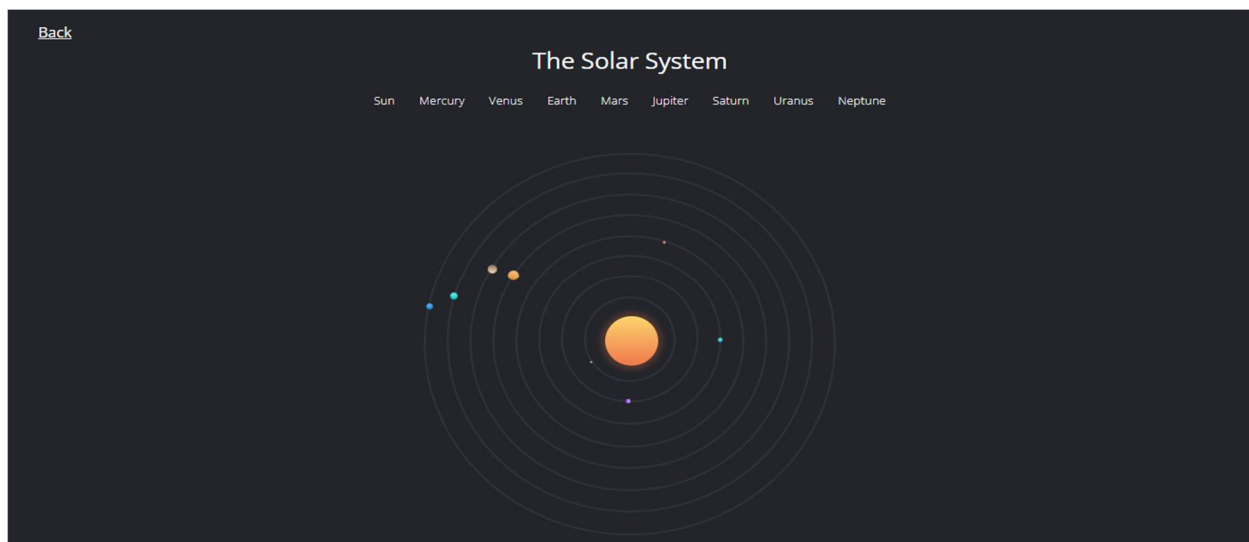 Back
The Solar System
Sun Mercury Venus Earth Mars Jupiter Saturn Uranus Neptune